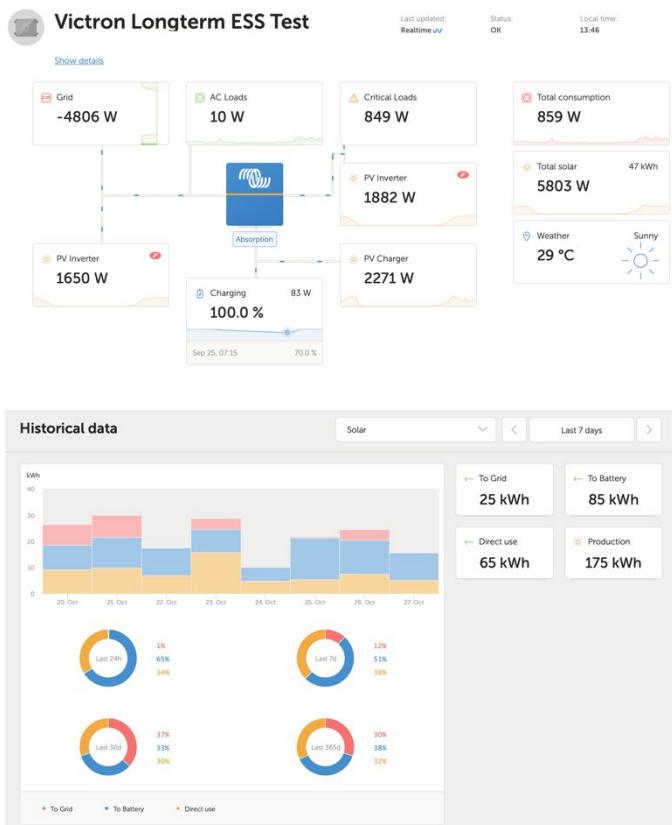 Victron Longterm ESS Test
Last updated:
Realtime
Status:
OK
Local time:
13:46
Show details
Grid
-4806 W
AC Loads
10 W
Critical Loads
849 W
Total consumption
859 W
PV Inverter
1882 W
Total solar
47 kWh
5803 W
Absorption
PV Inverter
1650 W
PV Charger
2271 W
Weather
Sunny
29 °C
Charging
83 W
100.0 %
Sep 25, 07:15
70.0 %
Historical data
Solar
Last 7 days
kWh
40
30
20
10
0
20. Oct
21. Oct
22. Oct
23. Oct
24. Oct
25. Oct
26. Oct
27. Oct
← To Grid
25 kWh
← To Battery
85 kWh
← Direct use
65 kWh
Production
175 kWh
Last 24h
1%
65%
34%
Last 7d
12%
51%
38%
Last 30d
37%
33%
30%
Last 365d
30%
38%
32%
To Grid
To Battery
Direct use